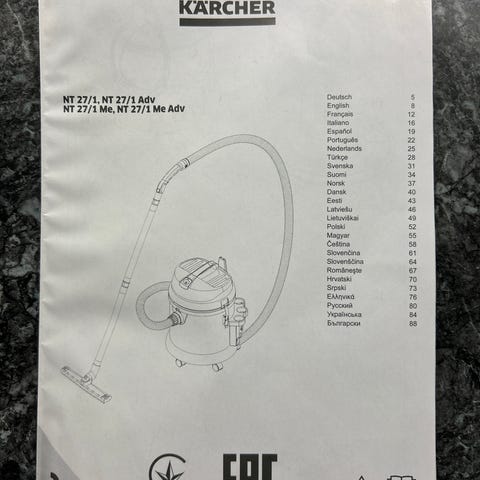 KÄRCHER
NT 27/1, NT 27/1 Adv
NT 27/1 Me, NT 27/1 Me Adv
Deutsch 5
English 8
Français 12
Italiano 16
Español 19
Português 22
Nederlands 25
Türkçe 28
Svenska 31
Suomi 34
Norsk 37
Dansk 40
Eesti 43
Latviešu 46
Lietuviškai 49
Polski 52
Magyar 55
Čeština 58
Slovenčina 61
Slovenščina 64
Româneşte 67
Hrvatski 70
Srpski 73
Ελληνικά 76
Русский 80
Українська 84
Български 88
EAC